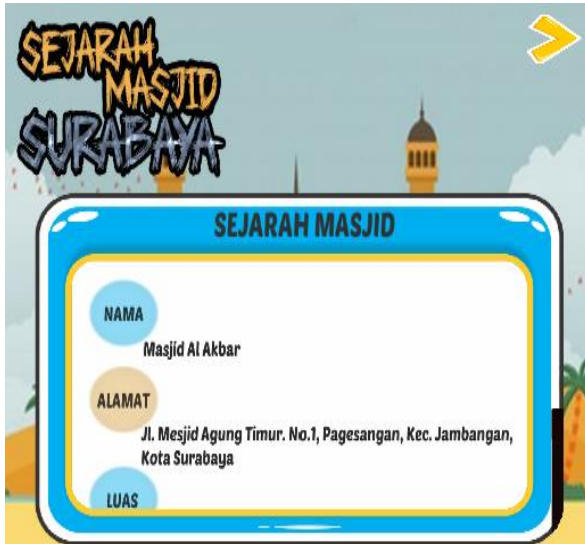 SEJARAH
MASJID
SURABAYA
SEJARAH MASJID
NAMA
Masjid Al Akbar
ALAMAT
Jl. Mesjid Agung Timur. No.1, Pagesangan, Kec. Jambangan,
Kota Surabaya
LUAS